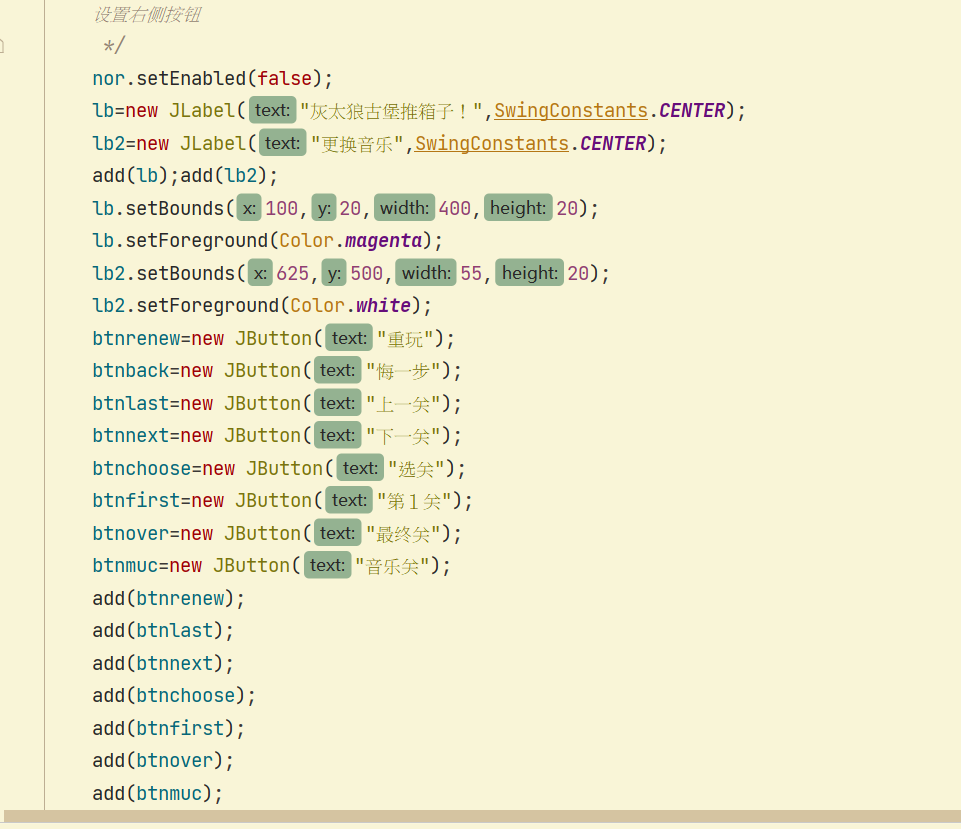 设置右侧按钮
*/
nor.setEnabled(false);
lb=new JLabel( text: "灰太狼古堡推箱子！",SwingConstants.CENTER);
lb2=new JLabel( text: "更换音乐",SwingConstants.CENTER);
add(lb);add(lb2);
lb.setBounds( x: 100, y: 20, width: 400, height: 20);
lb.setForeground(Color.magenta);
lb2.setBounds( x: 625, y: 500, width: 55, height: 20);
lb2.setForeground(Color.white);
btnrenew=new JButton( text: "重玩");
btnback=new JButton( text: "悔一步");
btnlast=new JButton( text: "上一关");
btnnext=new JButton( text: "下一关");
btnchoose=new JButton( text: "选关");
btnfirst=new JButton( text: "第１关");
btnover=new JButton( text: "最终关");
btnmuc=new JButton( text: "音乐关");
add(btnrenew);
add(btnlast);
add(btnnext);
add(btnchoose);
add(btnfirst);
add(btnover);
add(btnmuc);